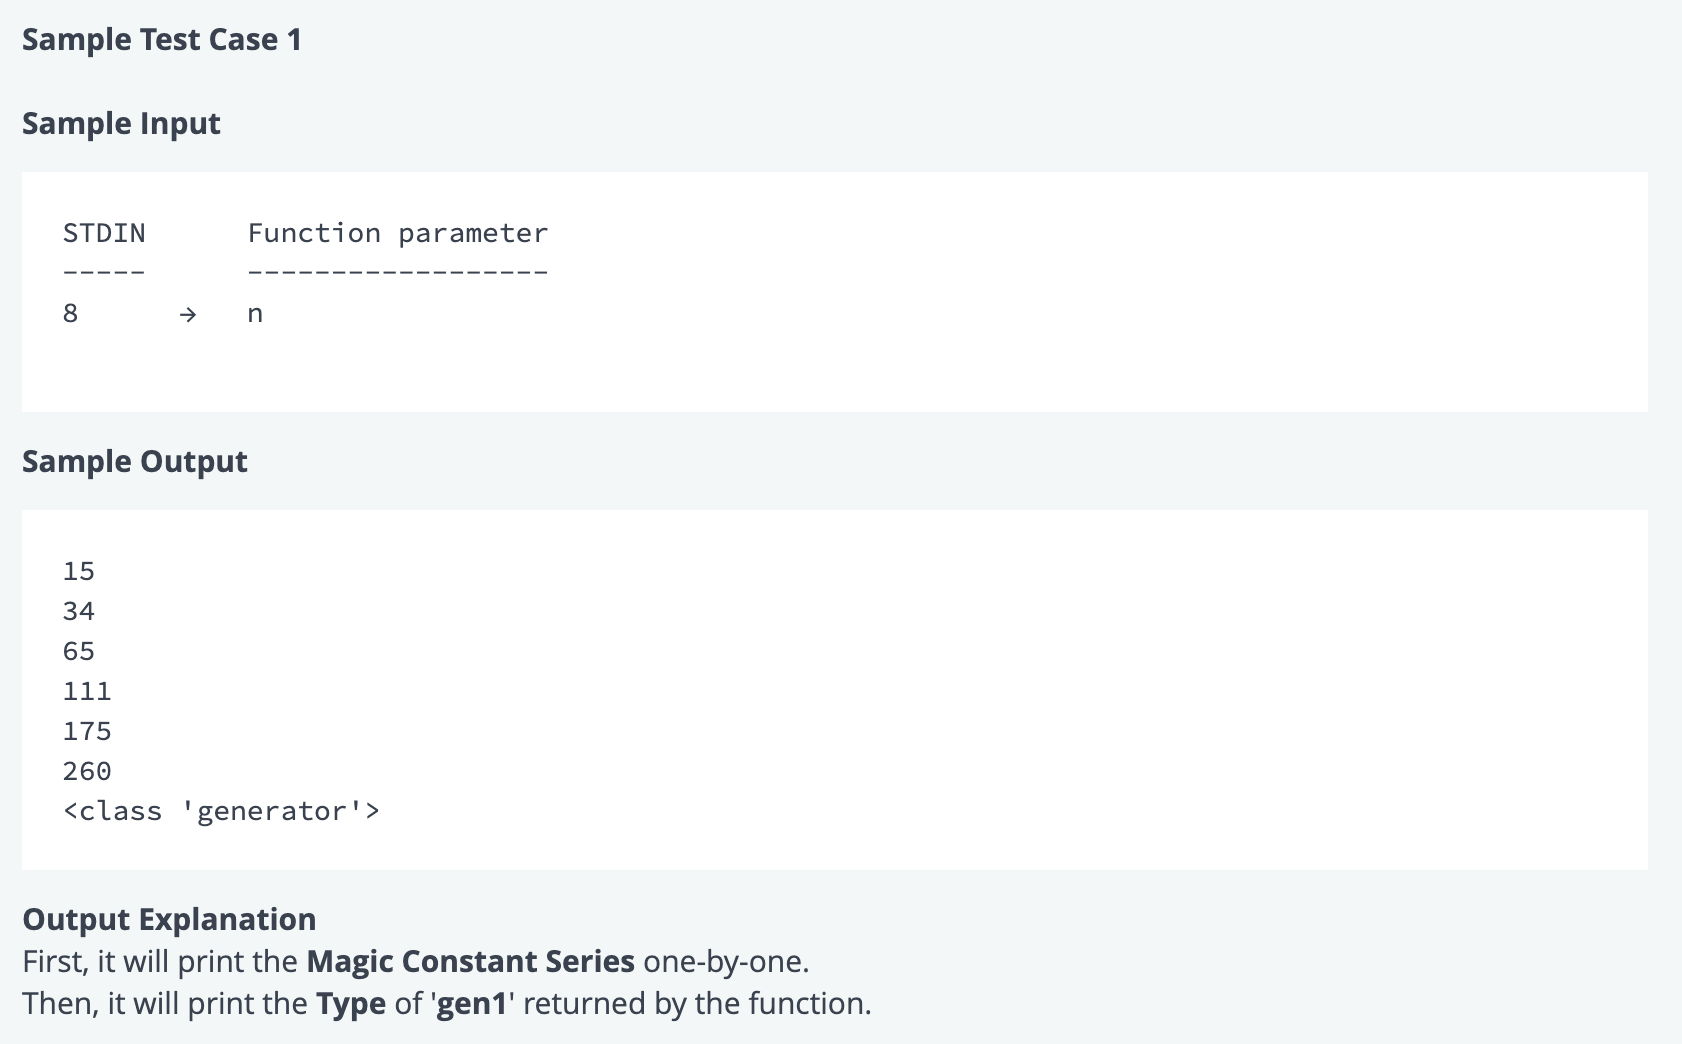 Sample Test Case 1
Sample Input
STDIN      Function parameter
-----      ------------------
8      →   n
Sample Output
15
34
65
111
175
260
<class 'generator'>
Output Explanation
First, it will print the Magic Constant Series one-by-one.
Then, it will print the Type of 'gen1' returned by the function.